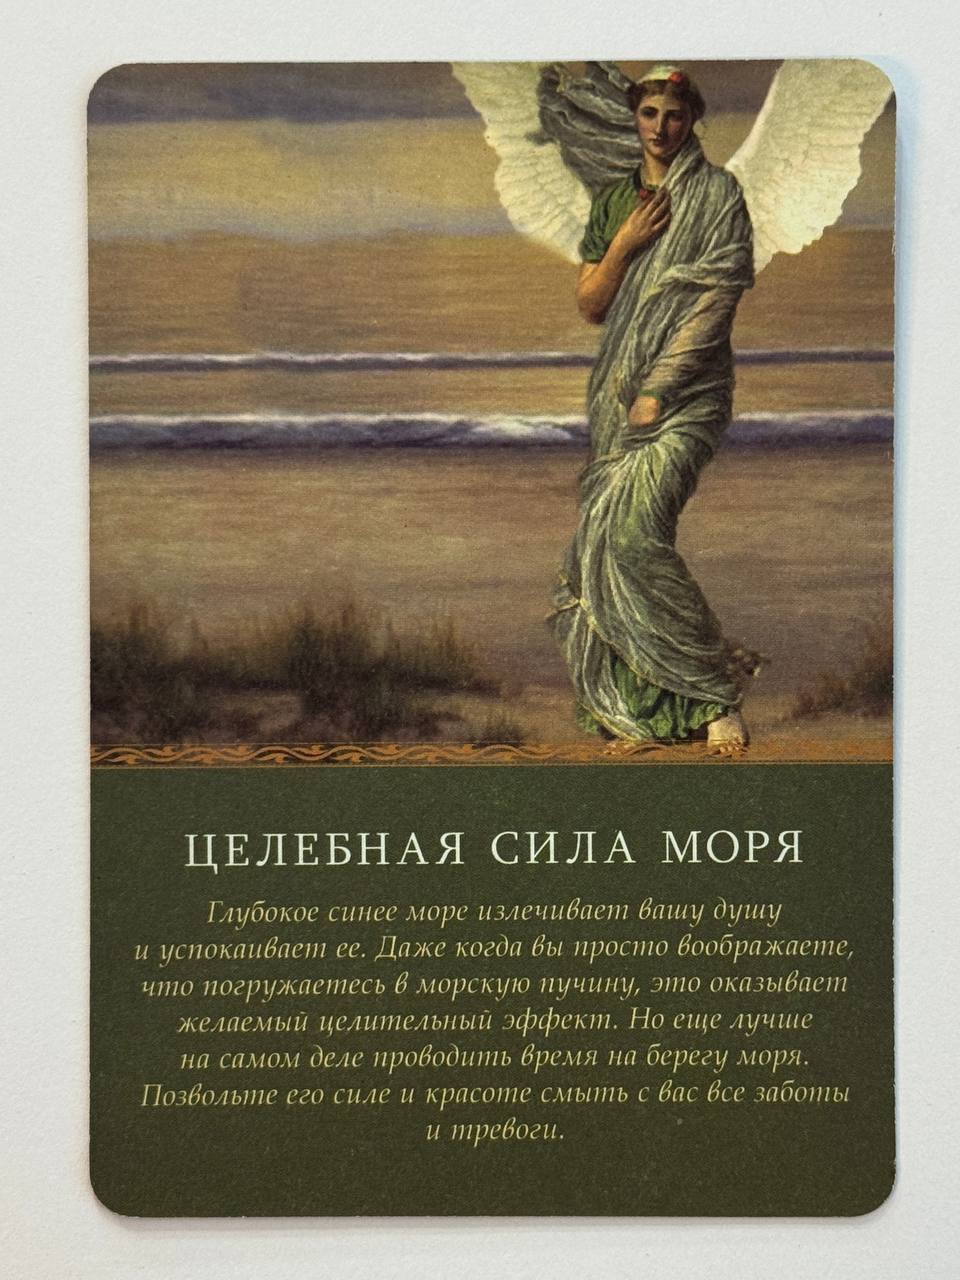 ЦЕЛЕБНАЯ СИЛА МОРЯ
Глубокое синее море излечивает вашу душу
и успокаивает ее. Даже когда вы просто воображаете,
что погружаетесь в морскую пучину, это оказывает
желаемый целительный эффект. Но еще лучше
на самом деле проводить время на берегу моря.
Позвольте его силе и красоте смыть с вас все заботы
и тревоги.